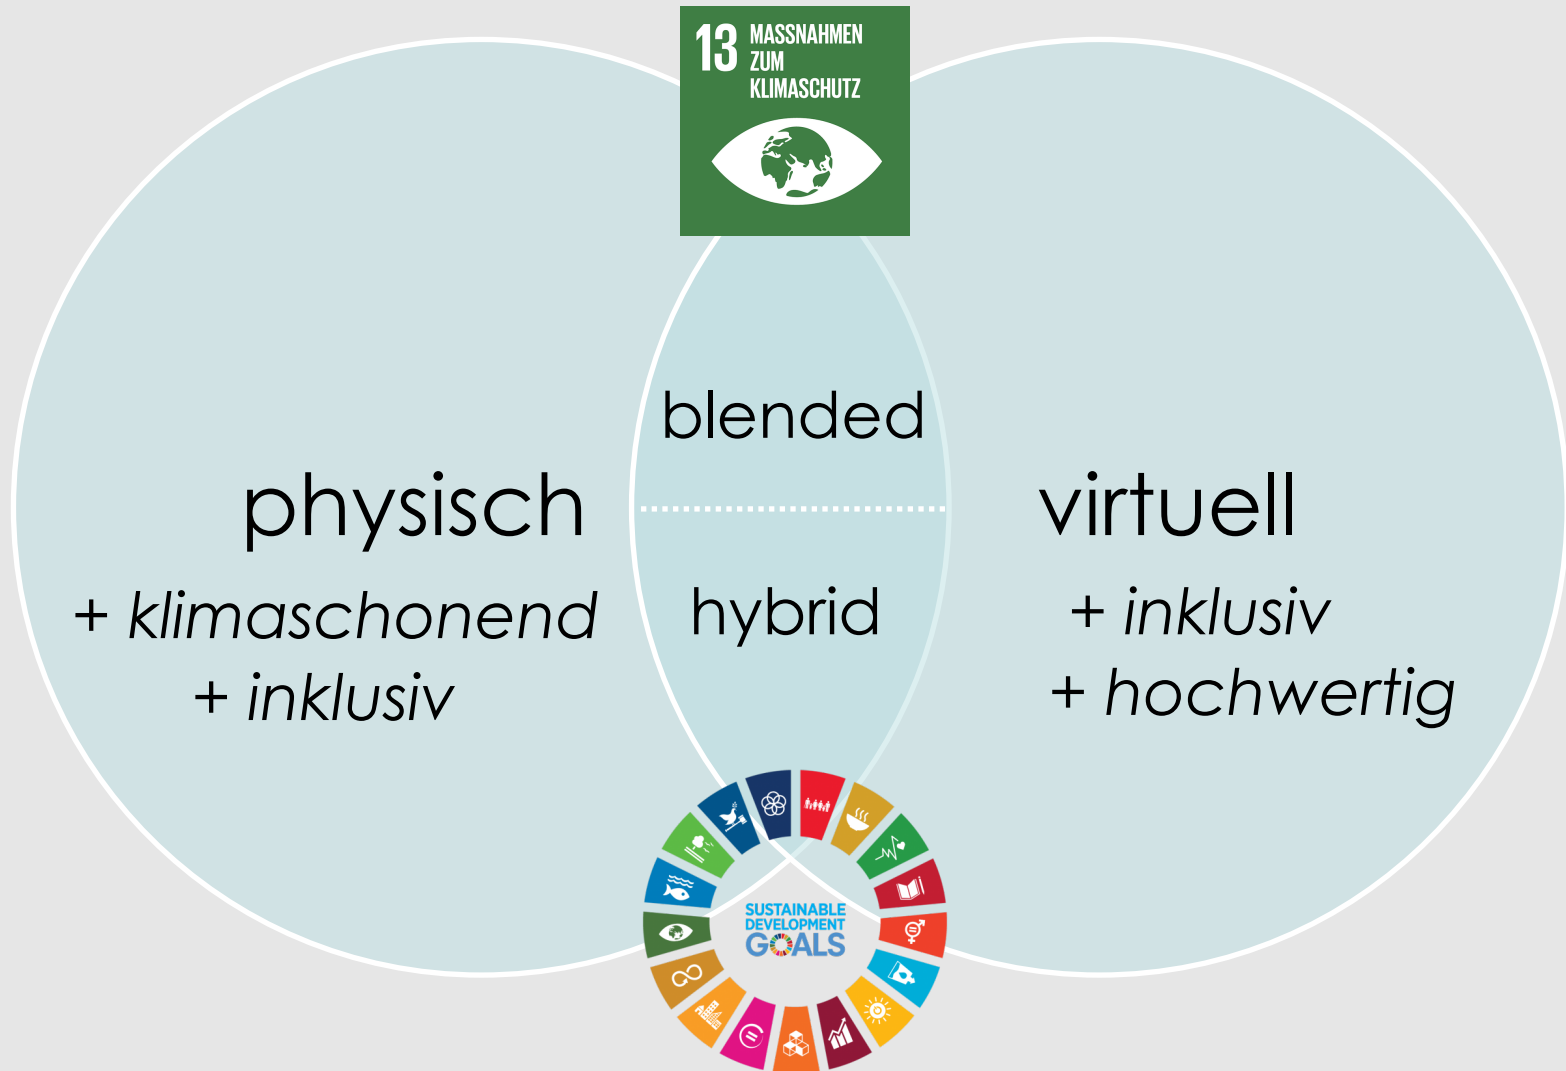 13 MASSNAHMEN
ZUM
KLIMASCHUTZ
blended
physisch
virtuell
+ klimaschonend
hybrid
+ inklusiv
+ inklusiv
+ hochwertig
SUSTAINABLE
DEVELOPMENT
GOALS